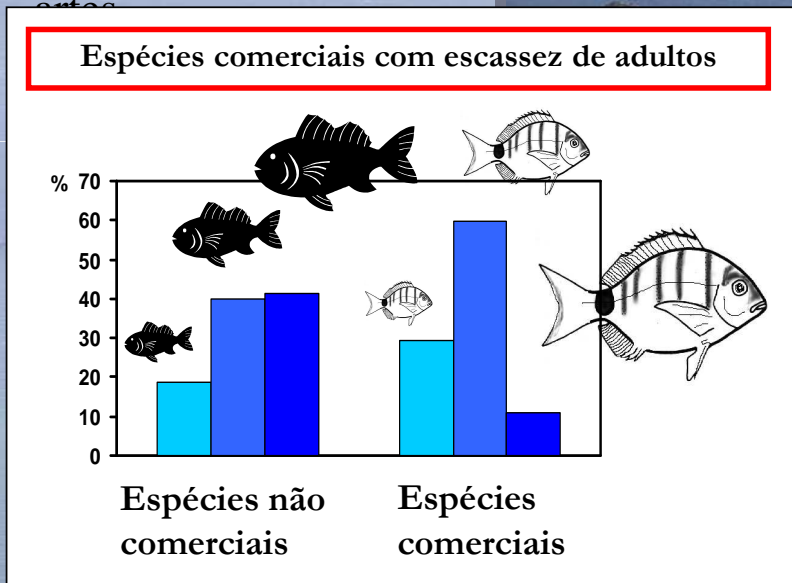 Espécies comerciais com escassez de adultos
% 70
60
50
40
30
20
10
0
Espécies não
comerciais
Espécies
comerciais